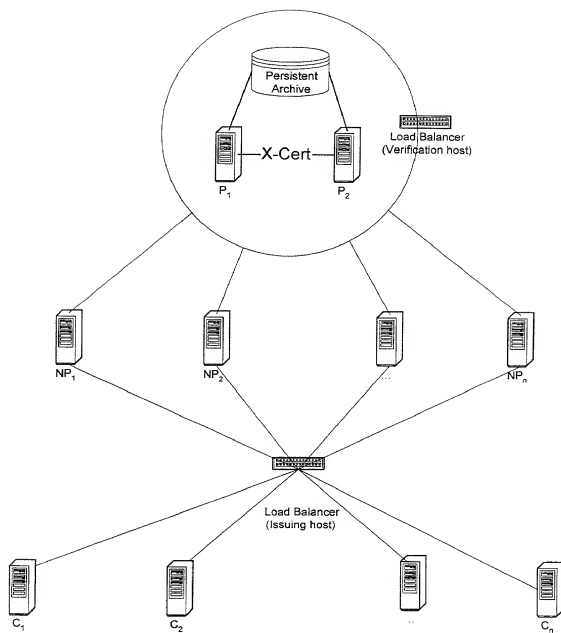 Persistent
Archive
Load Balancer
(Verification host)
X-Cert
P1
P2
NP1
NP2
...
NPn
Load Balancer
(Issuing host)
C1
C2
..
Cn